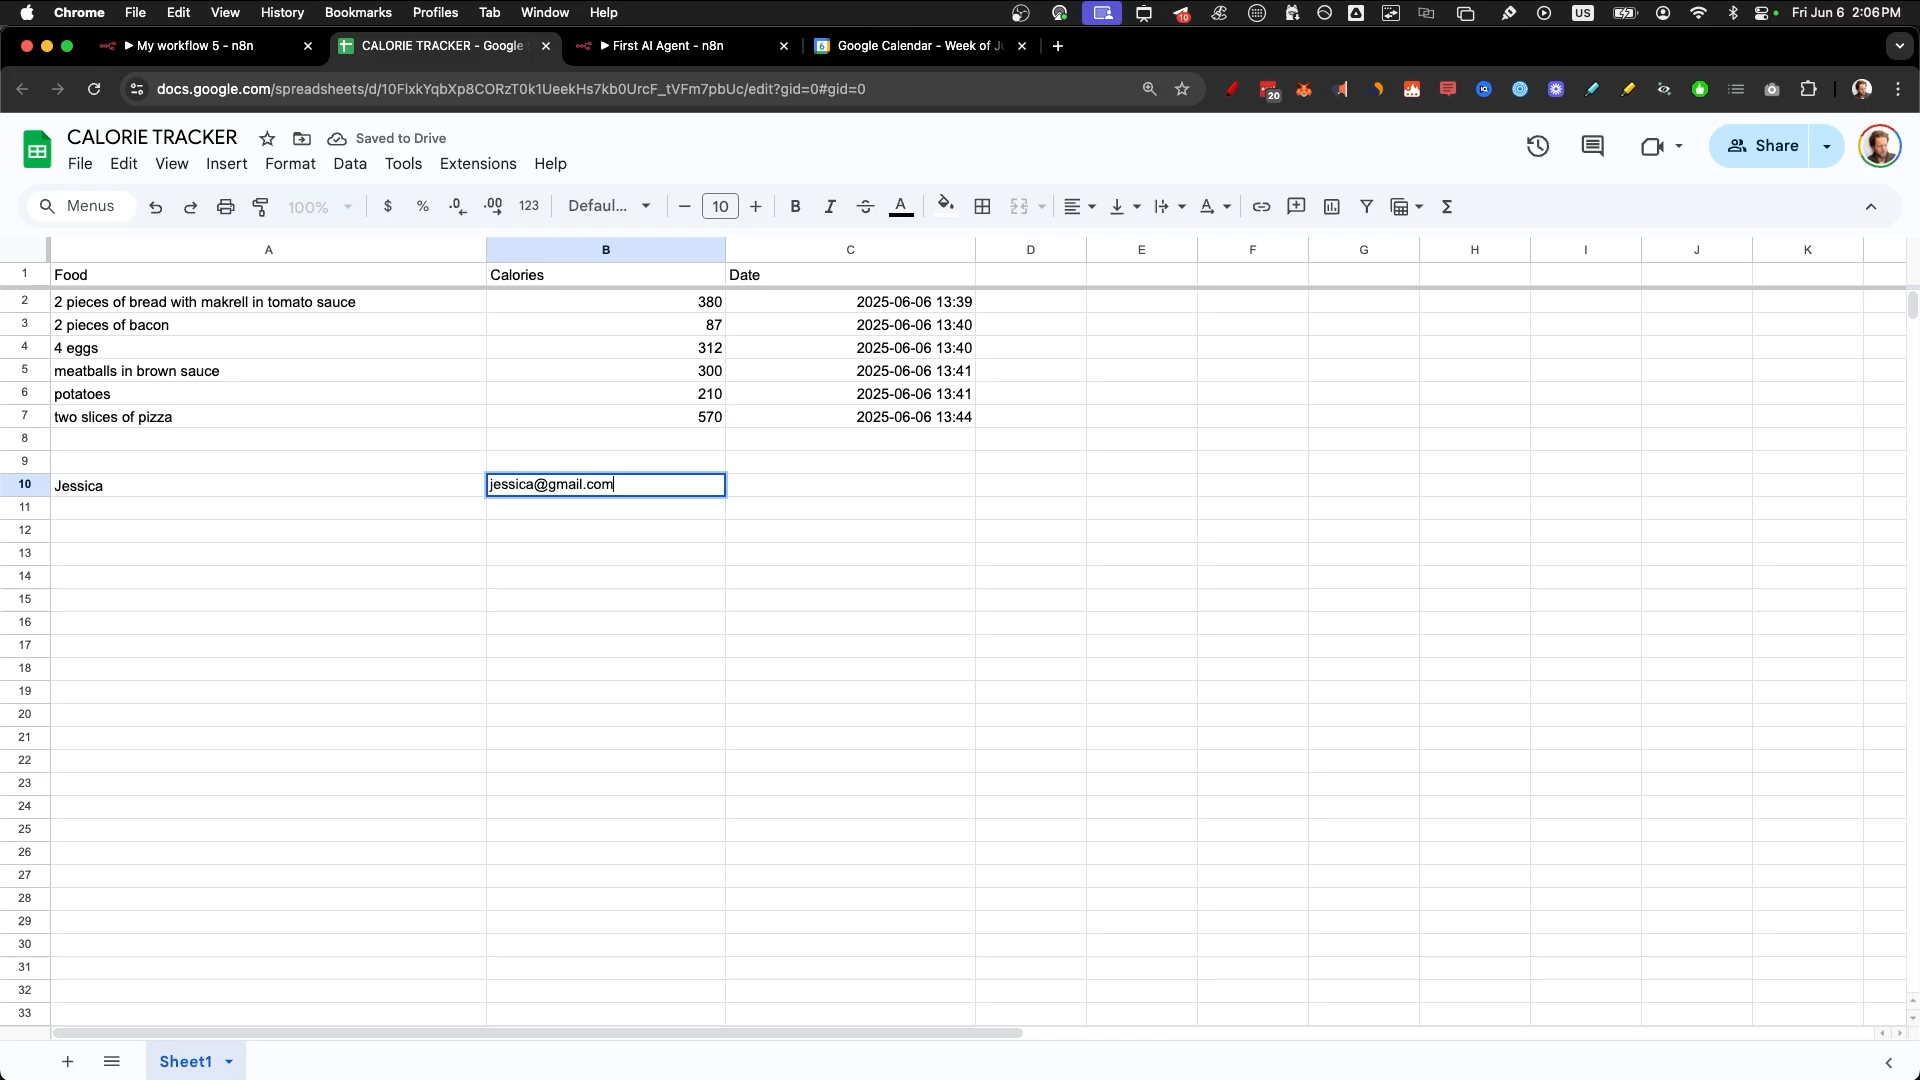 Chrome File Edit View History Bookmarks Profiles Tab Window Help
10
US
Fri Jun 6 2:06 PM
My workflow 5 - n8n
CALORIE TRACKER - Google
First AI Agent - n8n
6
Google Calendar - Week of
docs.google.com/spreadsheets/d/10FlxkYqbXp8CORzT0k1UeekHs7kb0UrcF_tVFm7pbUc/edit?gid=0#gid=0
20
CALORIE TRACKER
Saved to Drive
File Edit View Insert Format Data Tools Extensions Help
Share
Menus
100%
$ % .0 .00 123
Defaul...
10
B I S A
A B C D E F G H I J K
1 Food Calories Date
2 2 pieces of bread with makrell in tomato sauce 380 2025-06-06 13:39
3 2 pieces of bacon 87 2025-06-06 13:40
4 4 eggs 312 2025-06-06 13:40
5 meatballs in brown sauce 300 2025-06-06 13:41
6 potatoes 210 2025-06-06 13:41
7 two slices of pizza 570 2025-06-06 13:44
8
9
10 Jessica jessica@gmail.com
11
12
13
14
15
16
17
18
19
20
21
22
23
24
25
26
27
28
29
30
31
32
33
Sheet1